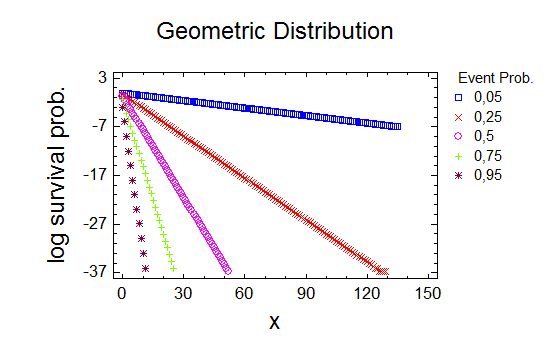 Geometric Distribution
Event Prob.
0,05
0,25
0,5
0,75
0,95
log survival prob.
3
-7
-17
-27
-37
0 30 60 90 120 150
x